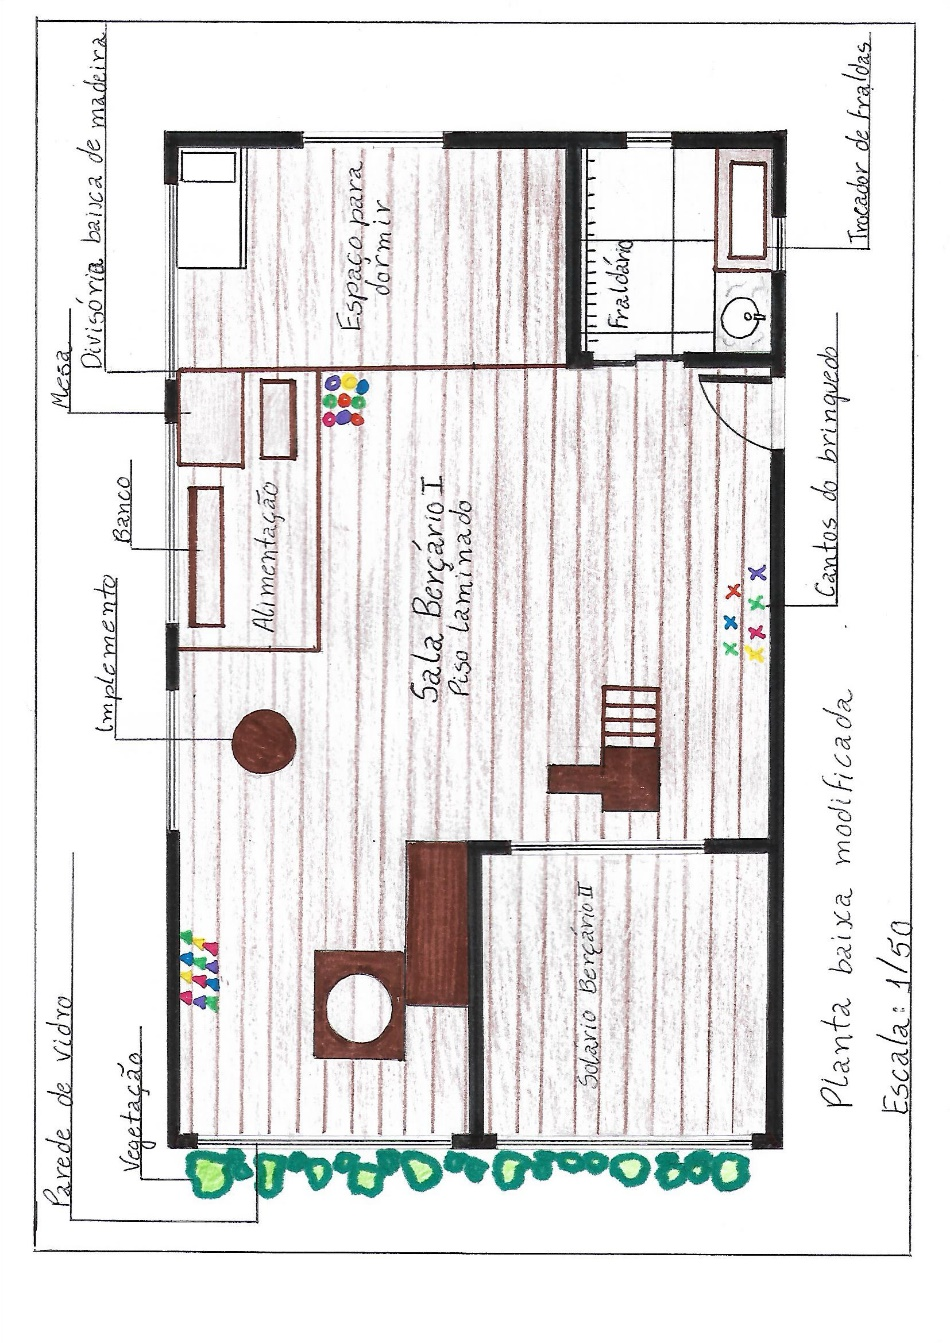 Parede de vidro
Vegetação
Implemento
Banco
Mesa
Divisória baixa de madeira
Espaço para
dormir
Alimentação
Sala Berçário I
Piso Laminado
Fraldário
Trocador de fraldas
Cantos do brinquedo
Solário Berçário II
Planta baixa modificada
Escala: 1/50